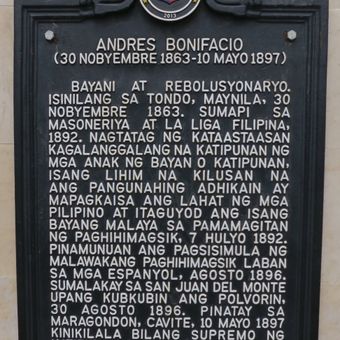 2013
ANDRES BONIFACIO
(30 NOBYEMBRE 1863-10 MAYO 1897)
BAYANI AT REBOLUSYONARYO.
ISINILANG SA TONDO, MAYNILA, 30
NOBYEMBRE 1863. SUMAPI SA
MASONERIYA AT LA LIGA FILIPINA,
1892. NAGTATAG NG KATAASTAASAN
KAGALANGGALANG NA KATIPUNAN NG
MGA ANAK NG BAYAN O KATIPUNAN,
ISANG LIHIM NA KILUSAN NA
ANG PANGUNAHING ADHIKAIN AY
MAPAGKAISA ANG LAHAT NG MGA
PILIPINO AT ITAGUYOD ANG ISANG
BAYANG MALAYA SA PAMAMAGITAN
NG PAGHIHIMAGSIK, 7 HULYO 1892.
PINAMUNUAN ANG PAGSISIMULA NG
MALAWAKANG PAGHIHIMAGSIK LABAN
SA MGA ESPANYOL, AGOSTO 1896.
SUMALAKAY SA SAN JUAN DEL MONTE
UPANG KUBKUBIN ANG POLVORIN,
30 AGOSTO 1896. PINATAY SA
MARAGONDON, CAVITE, 10 MAYO 1897
KINIKILALA BILANG SUPREMO NG